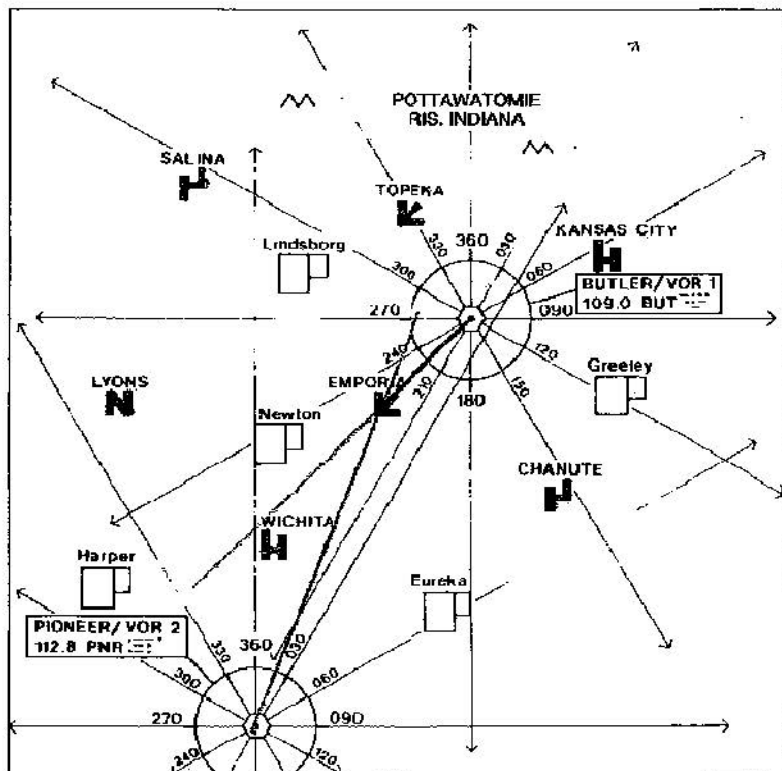 POTTAWATOMIE
RIS. INDIANA
SALINA
TOPEKA
KANSAS CITY
Lindsborg
330
360
030
300
060
BUTLER/VOR 1
109.0 BUT
270
090
240
120
LYONS
EMPORIA
210
180
150
Greeley
Newton
CHANUTE
WICHITA
Harper
Eureka
PIONEER/VOR 2
112.8 PNR
330
360
030
300
060
270
090
240
120